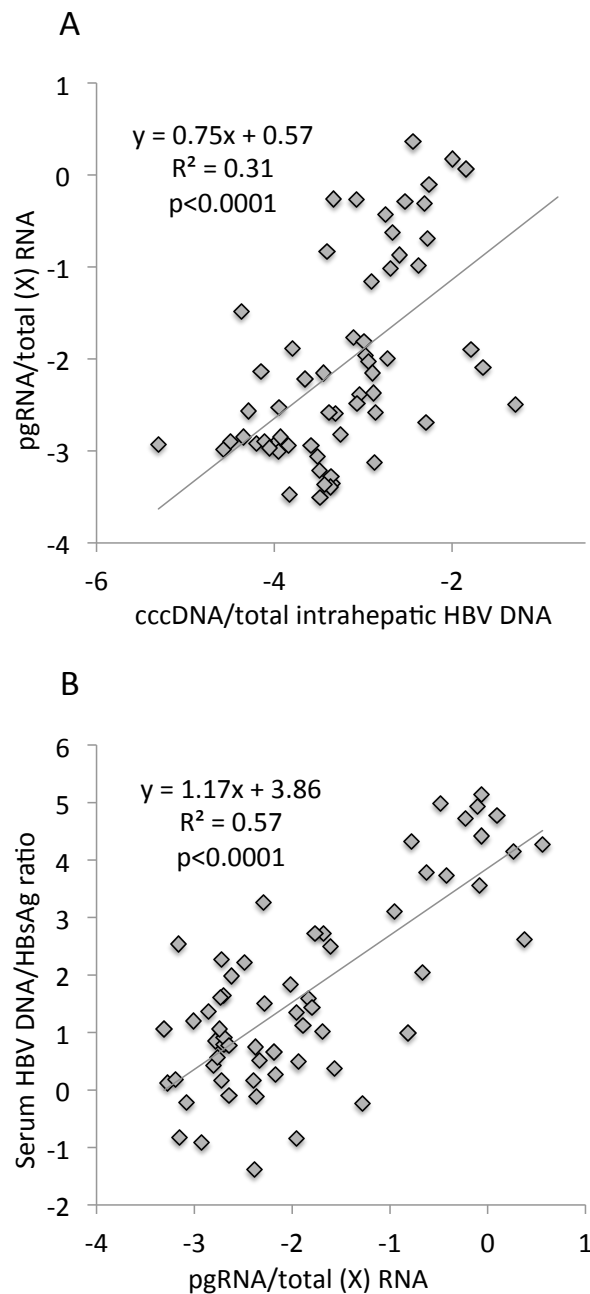 A
1
0
-1
-2
-3
-4
-6
-4
-2
y = 0.75x + 0.57
R² = 0.31
p<0.0001
pgRNA/total (X) RNA
cccDNA/total intrahepatic HBV DNA
B
6
5
4
3
2
1
0
-1
-2
-4
-3
-2
-1
0
1
y = 1.17x + 3.86
R² = 0.57
p<0.0001
Serum HBV DNA/HBsAg ratio
pgRNA/total (X) RNA